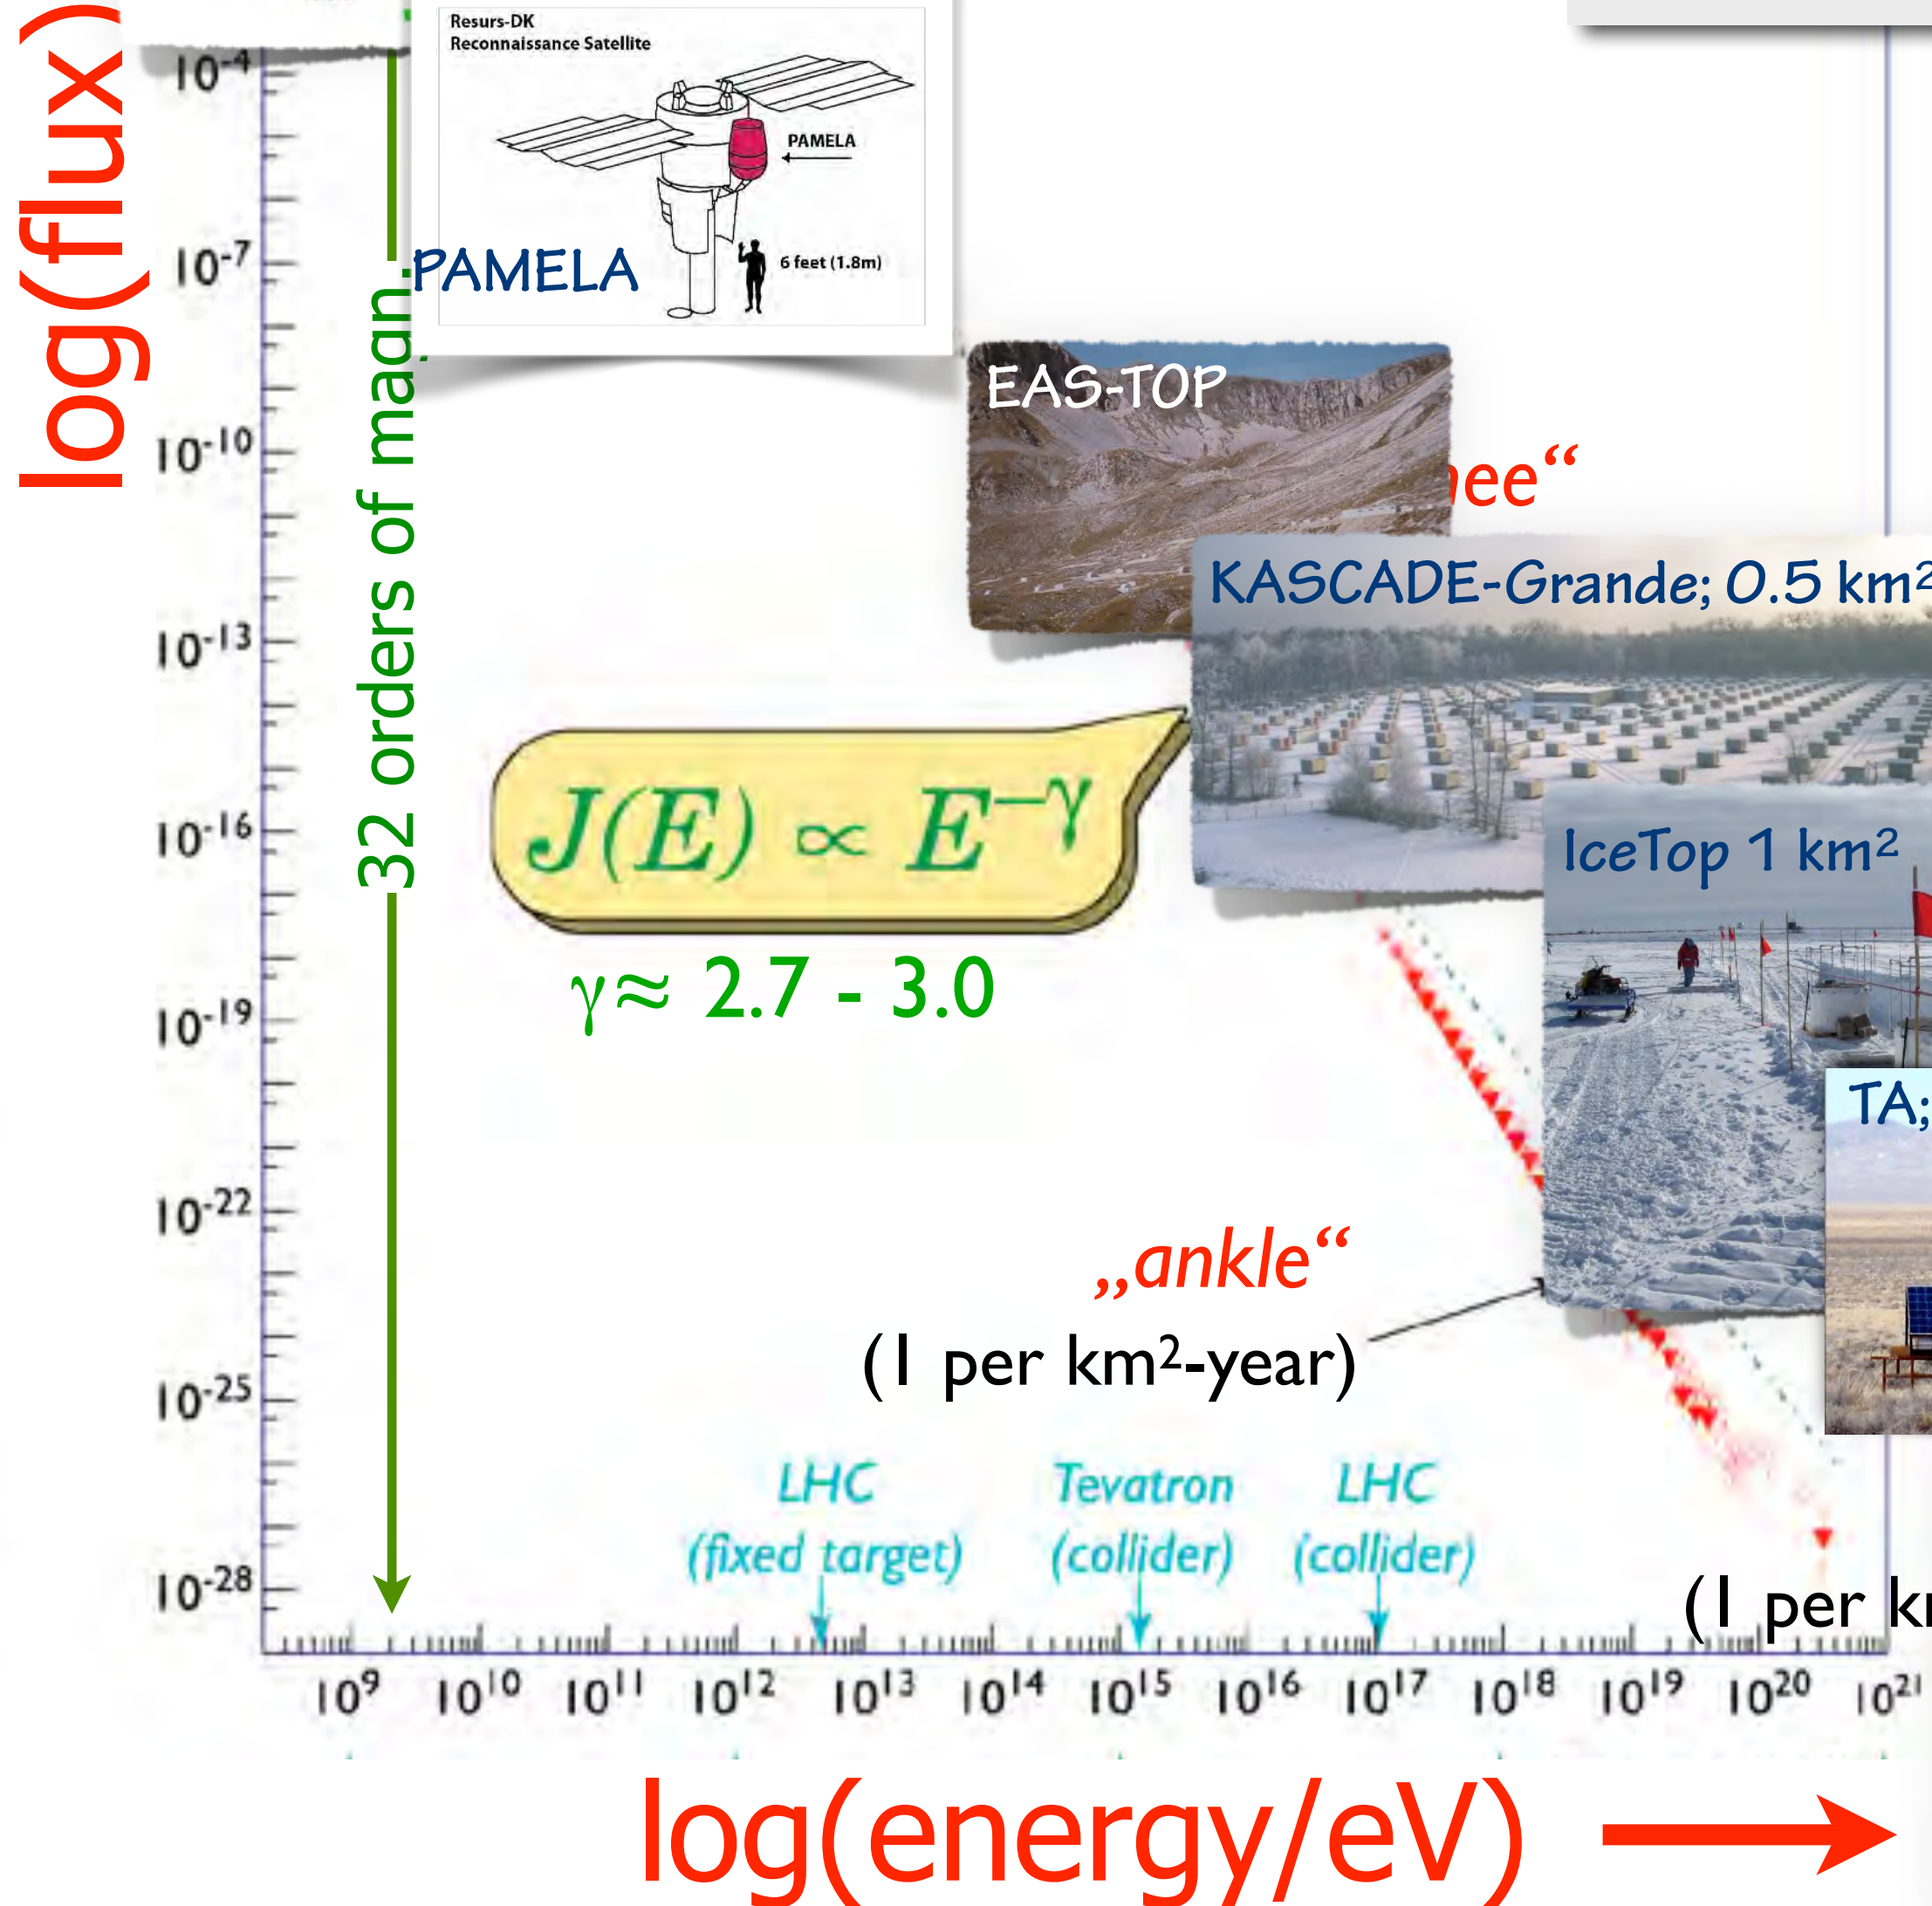 log(flux)
Resurs-DK
Reconnaissance Satellite
PAMELA
6 feet (1.8m)
PAMELA
32 orders of magn.
EAS-TOP
KASCADE-Grande; 0.5 km²
IceTop 1 km²
TA;
J(E) ∝ E^{−γ}
γ≈ 2.7 - 3.0
„ankle“
(1 per km²-year)
LHC
(fixed target)
Tevatron
(collider)
LHC
(collider)
(1 per
10⁻⁴
10⁻⁷
10⁻¹⁰
10⁻¹³
10⁻¹⁶
10⁻¹⁹
10⁻²²
10⁻²⁵
10⁻²⁸
10⁹ 10¹⁰ 10¹¹ 10¹² 10¹³ 10¹⁴ 10¹⁵ 10¹⁶ 10¹⁷ 10¹⁸ 10¹⁹ 10²⁰ 10²¹
log(energy/eV)